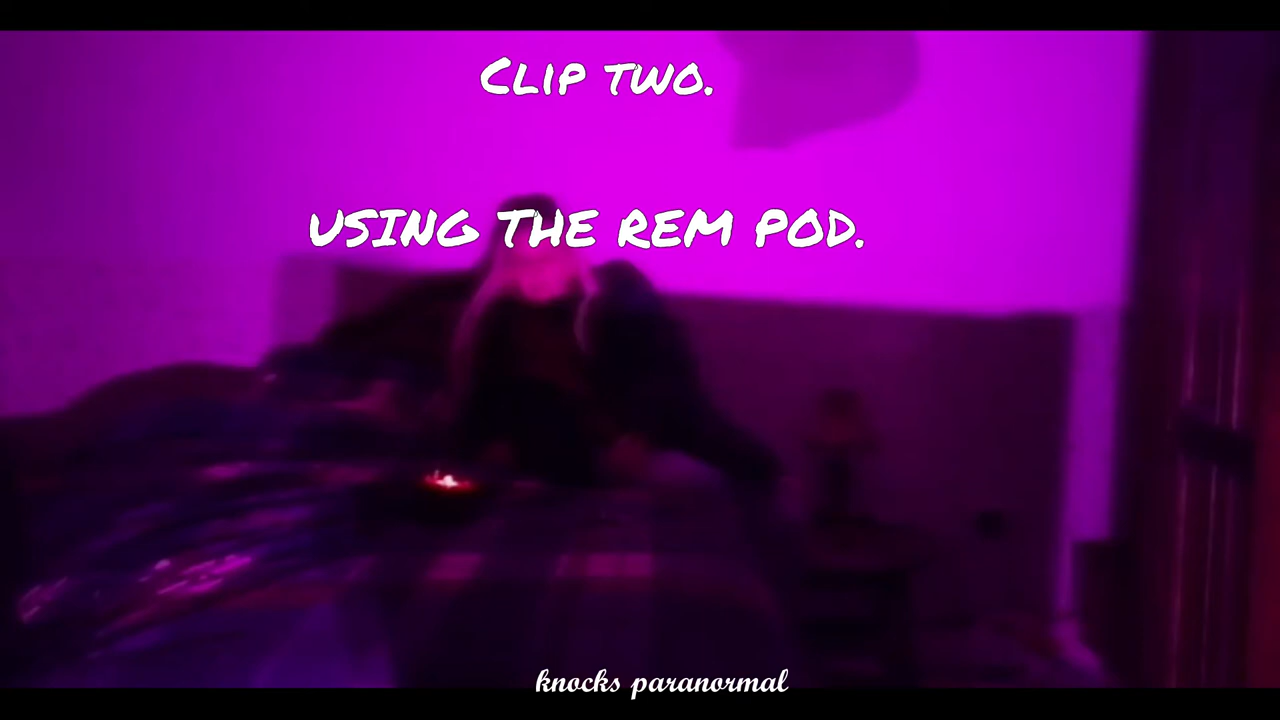 CLIP TWO.
USING THE REM POD.
knocks paranormal